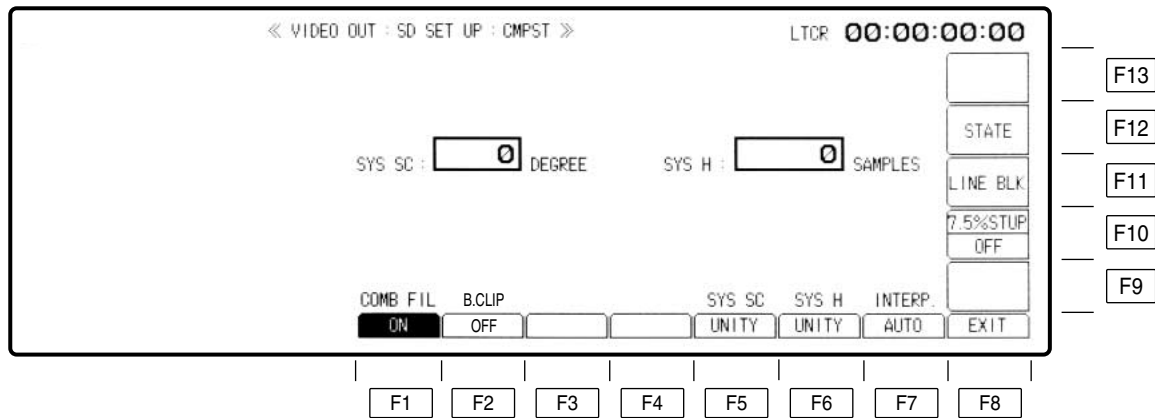 ≪ VIDEO OUT : SD SET UP : CMPST ≫ LTCR 00:00:00:00
F13
STATE F12
SYS SC : 0 DEGREE SYS H : 0 SAMPLES
LINE BLK F11
7.5%STUP
OFF F10
F9
COMB FIL B.CLIP SYS SC SYS H INTERP.
ON OFF UNITY UNITY AUTO EXIT
F1 F2 F3 F4 F5 F6 F7 F8